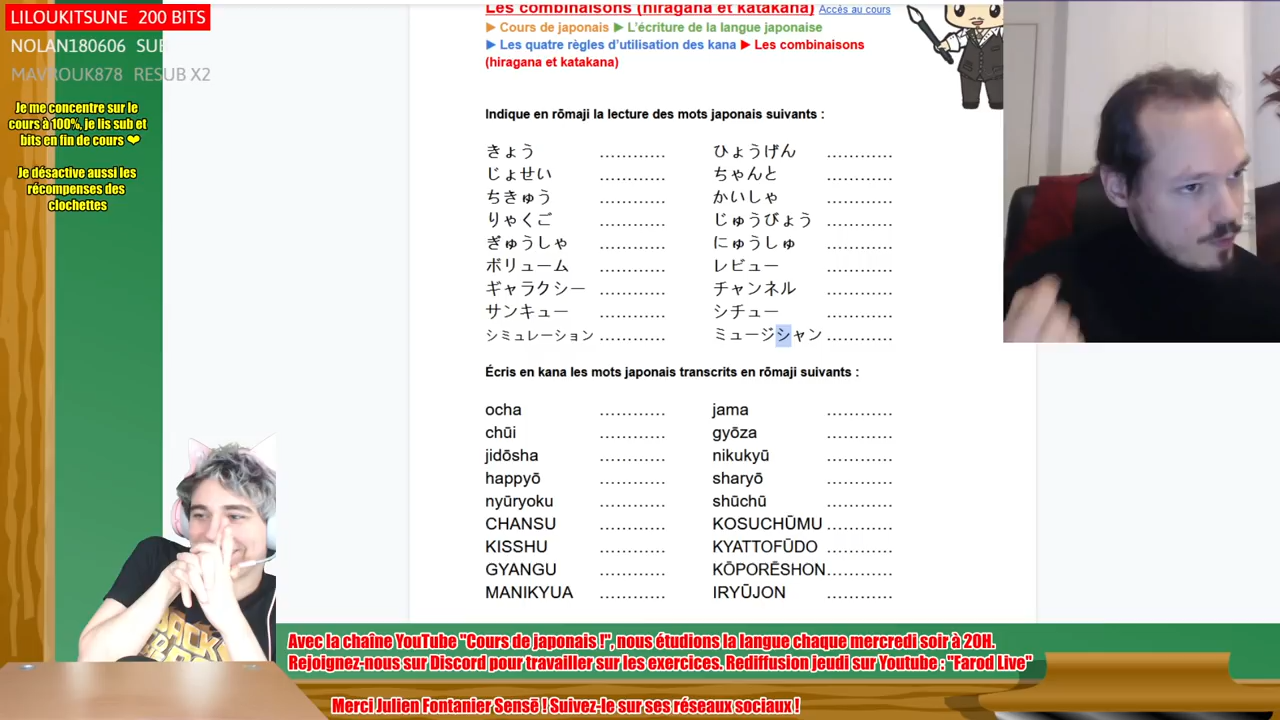 LILOUKITSUNE 200 BITS
NOLAN180606 SUB
MAVROUK878 RESUB X2
Je me concentre sur le
cours à 100%, je lis sub et
bits en fin de cours ❤
Je désactive aussi les
récompenses des
clochettes
Les combinaisons (hiragana et katakana) Accès au cours
▶ Cours de japonais ▶ L'écriture de la langue japonaise
▶ Les quatre règles d'utilisation des kana ▶ Les combinaisons
(hiragana et katakana)
Indique en rōmaji la lecture des mots japonais suivants :
きょう ………… ひょうげん …………
じょせい ………… ちゃんと …………
ちきゅう ………… かいしゃ …………
りゃくご ………… じゅうびょう …………
ぎゅうしゃ ………… にゅうしゅ …………
ボリューム ………… レビュー …………
ギャラクシー ………… チャンネル …………
サンキュー ………… シチュー …………
シミュレーション ………… ミュージシャン …………
Écris en kana les mots japonais transcrits en rōmaji suivants :
ocha ………… jama …………
chūi ………… gyōza …………
jidōsha ………… nikukyū …………
happyō ………… sharyō …………
nyūryoku ………… shūchū …………
CHANSU ………… KOSUCHŪMU …………
KISSHU ………… KYATTOFŪDO …………
GYANGU ………… KŌPORĒSHON …………
MANIKYUA ………… IRYŪJON …………
Avec la chaîne YouTube "Cours de japonais !", nous étudions la langue chaque mercredi soir à 20H.
Rejoignez-nous sur Discord pour travailler sur les exercices. Rediffusion jeudi sur Youtube : "Farod Live"
Merci Julien Fontanier Sensē ! Suivez-le sur ses réseaux sociaux !